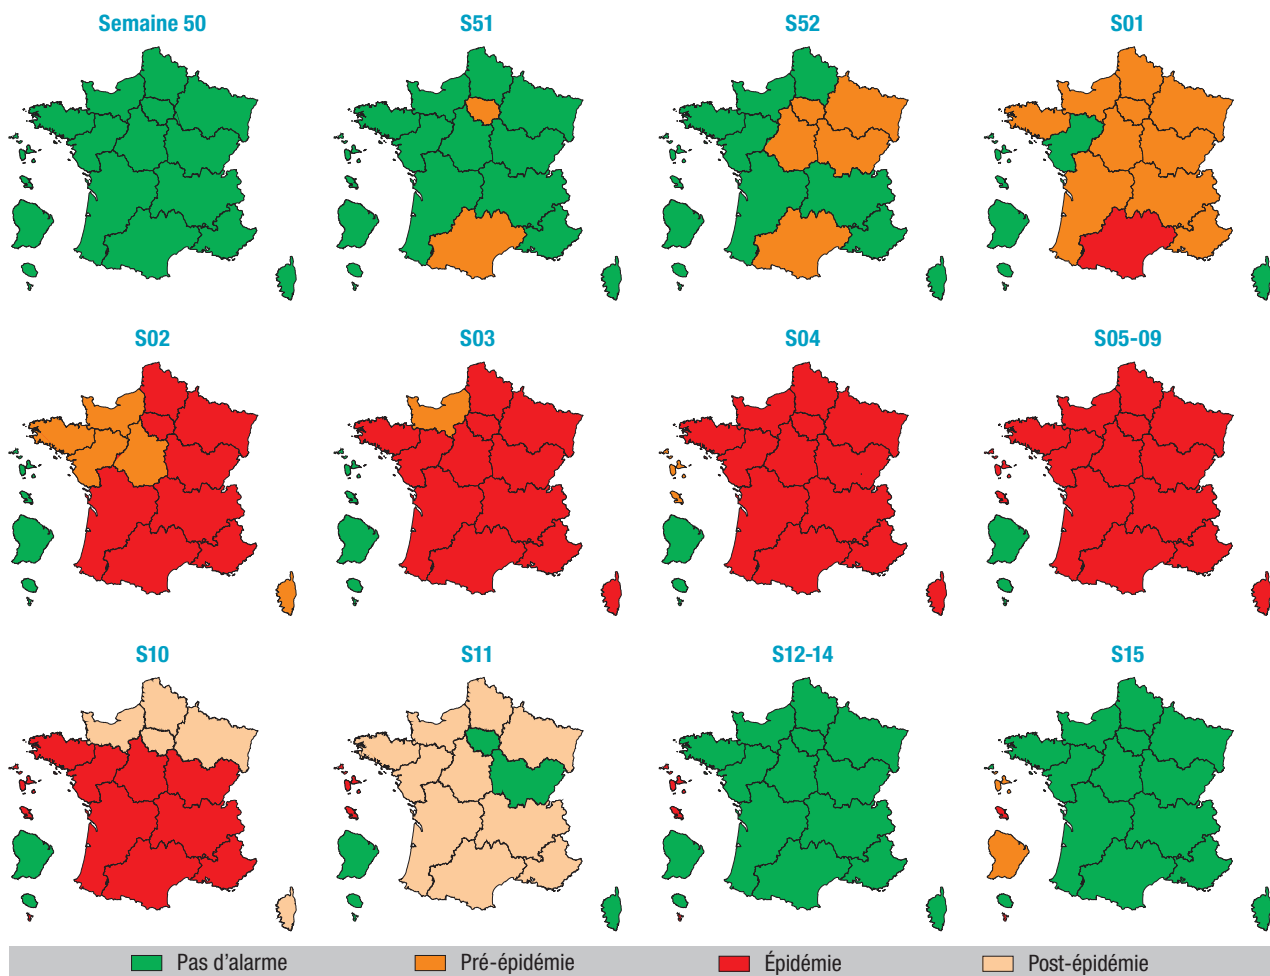 Semaine 50
S51
S52
S01
S02
S03
S04
S05-09
S10
S11
S12-14
S15
Pas d'alarme
Pré-épidémie
Épidémie
Post-épidémie